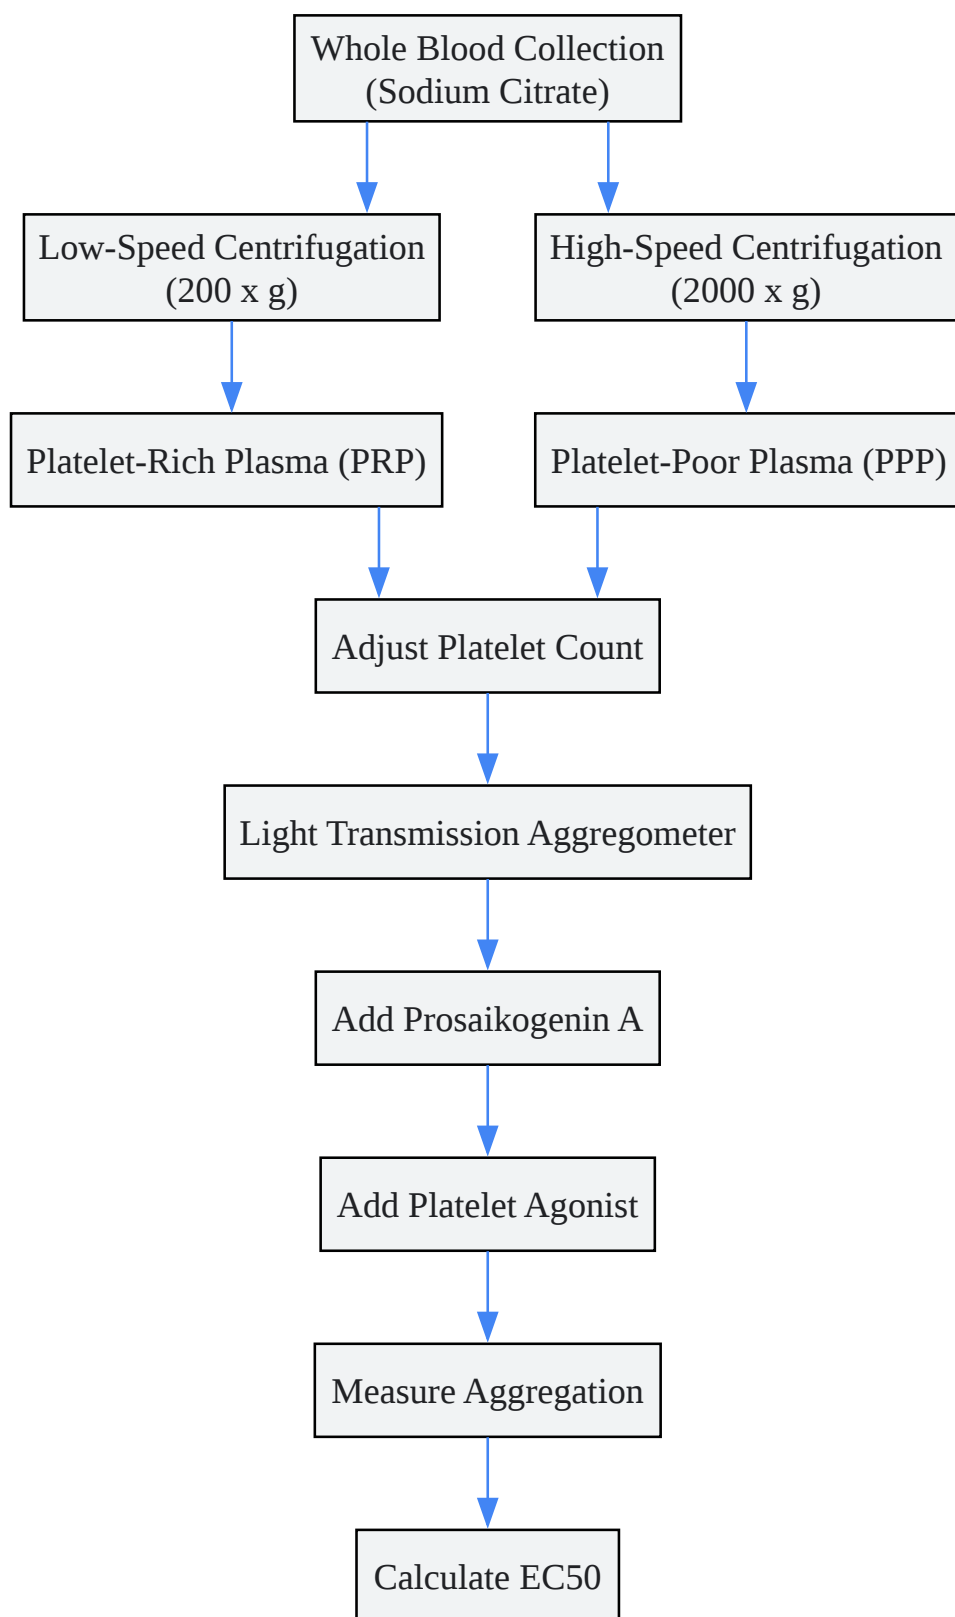 Whole Blood Collection
(Sodium Citrate)
Low-Speed Centrifugation
(200 x g)
High-Speed Centrifugation
(2000 x g)
Platelet-Rich Plasma (PRP)
Platelet-Poor Plasma (PPP)
Adjust Platelet Count
Light Transmission Aggregometer
Add Prosaikogenin A
Add Platelet Agonist
Measure Aggregation
Calculate EC50